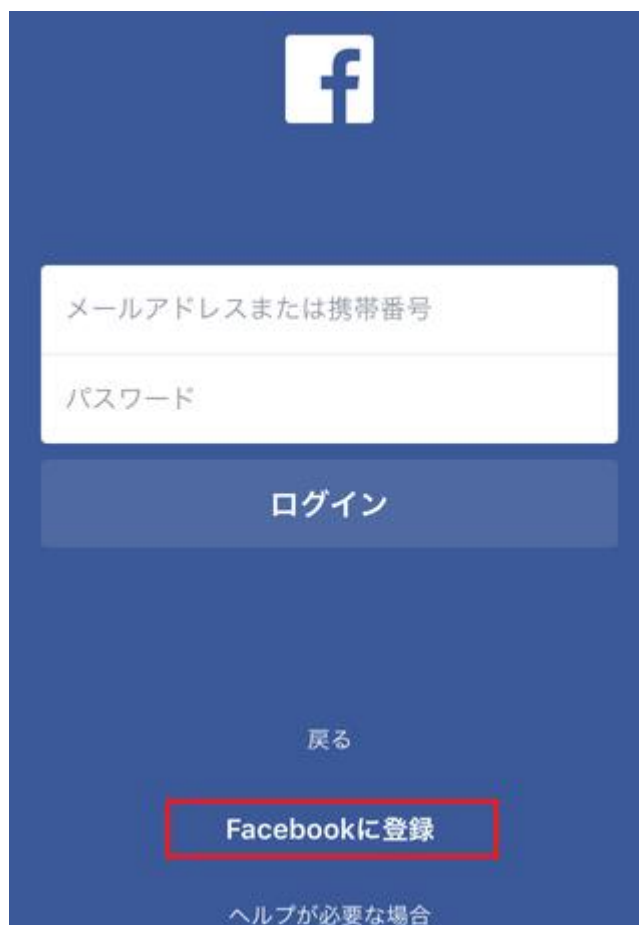 f
メールアドレスまたは携帯番号
パスワード
ログイン
戻る
Facebookに登録
ヘルプが必要な場合